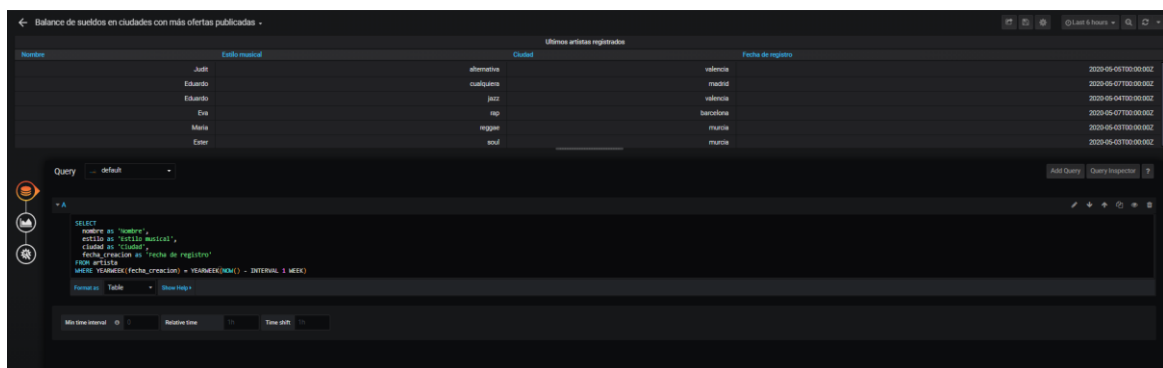 Balance de sueldos en ciudades con más ofertas publicadas
Last 6 hours
Ultimos artistas registrados
Nombre Estilo musical Ciudad Fecha de registro
Judit alternativa valencia 2020-05-05T00:00:00Z
Eduardo cualquiera madrid 2020-05-07T00:00:00Z
Eduardo jazz valencia 2020-05-04T00:00:00Z
Eva rap barcelona 2020-05-07T00:00:00Z
Maria reggae murcia 2020-05-03T00:00:00Z
Ester soul murcia 2020-05-03T00:00:00Z
Query default Add Query Query Inspector ?
A
SELECT
nombre as 'Nombre',
estilo as 'Estilo musical',
ciudad as 'Ciudad',
fecha_creacion as 'Fecha de registro'
FROM artista
WHERE YEARWEEK(fecha_creacion) = YEARWEEK(NOW() - INTERVAL 1 WEEK)
Format as Table Show Help
Min time interval 0 Relative time 1h Time shift 1h